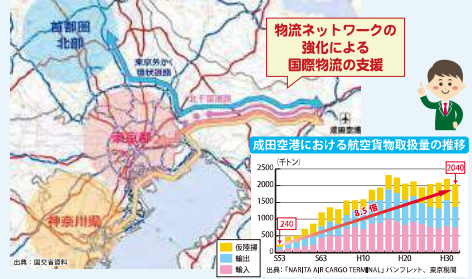 首都圏
北部
東京外かく
環状道路
北千葉道路
物流ネットワークの
強化による
国際物流の支援
成田空港
東京都
神奈川県
出典：国交省資料
成田空港における航空貨物取扱量の推移
(千トン)
2500
2000
1500
1000
500
0
240
8.5 倍
2040
仮陸揚
輸出
輸入
S53
S63
H10
H20
H30
出典：「NARITA AIR CARGO TERMINAL」パンフレット、東京税関